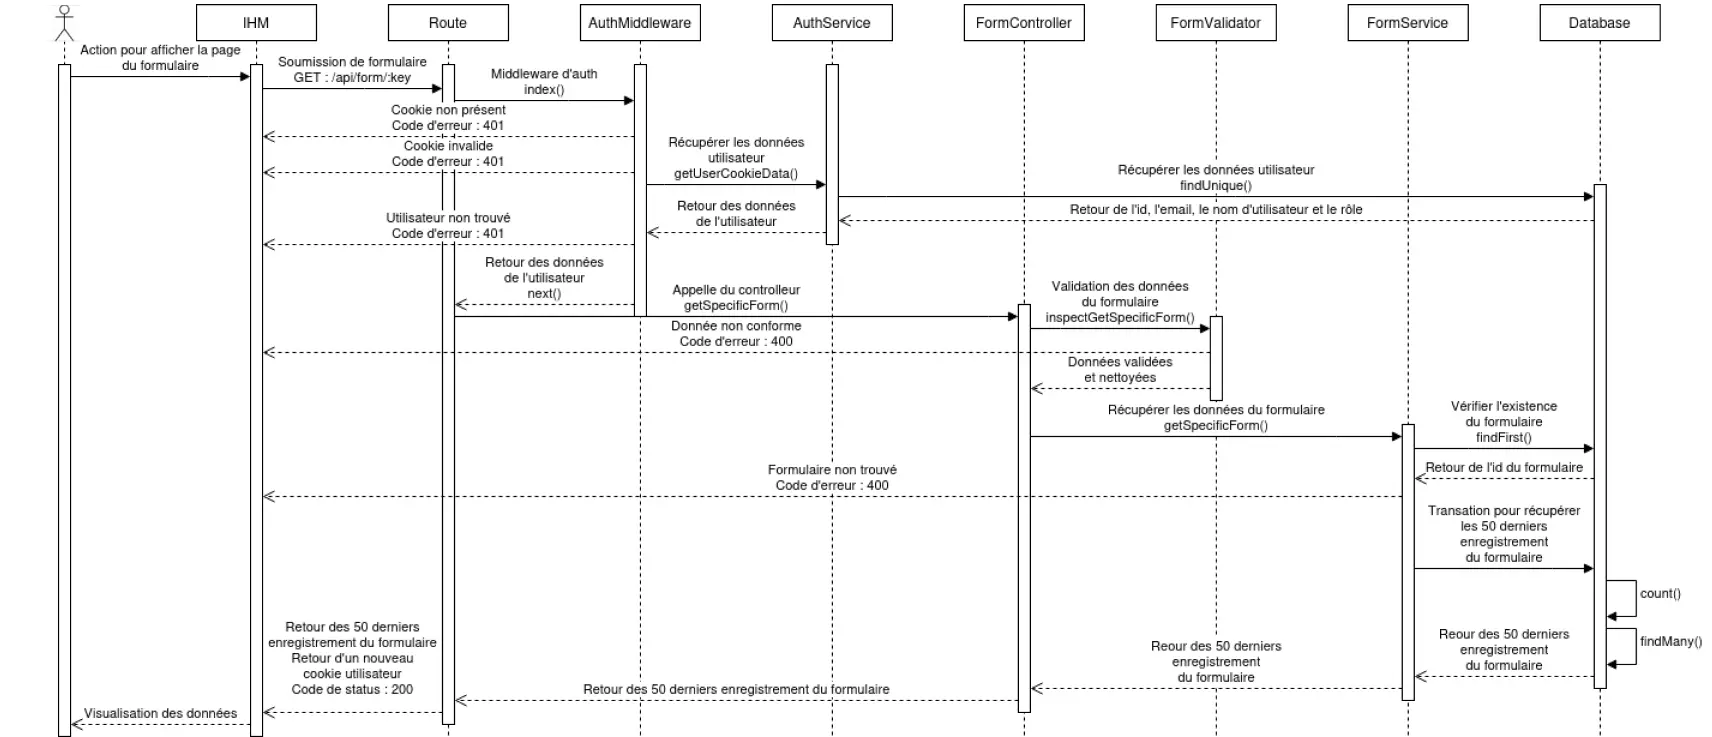 IHM
Route
AuthMiddleware
AuthService
FormController
FormValidator
FormService
Database
Action pour afficher la page
du formulaire
Soumission de formulaire
GET : /api/form/:key
Middleware d'auth
index()
Cookie non présent
Code d'erreur : 401
Cookie invalide
Code d'erreur : 401
Récupérer les données
utilisateur
getUserCookieData()
Récupérer les données utilisateur
findUnique()
Retour de l'id, l'email, le nom d'utilisateur et le rôle
Retour des données
de l'utilisateur
Utilisateur non trouvé
Code d'erreur : 401
Retour des données
de l'utilisateur
next()
Appelle du controlleur
getSpecificForm()
Validation des données
du formulaire
inspectGetSpecificForm()
Donnée non conforme
Code d'erreur : 400
Données validées
et nettoyées
Récupérer les données du formulaire
getSpecificForm()
Vérifier l'existence
du formulaire
findFirst()
Retour de l'id du formulaire
Formulaire non trouvé
Code d'erreur : 400
Transation pour récupérer
les 50 derniers
enregistrement
du formulaire
count()
findMany()
Reour des 50 derniers
enregistrement
du formulaire
Reour des 50 derniers
enregistrement
du formulaire
Retour des 50 derniers enregistrement du formulaire
Retour des 50 derniers
enregistrement du formulaire
Retour d'un nouveau
cookie utilisateur
Code de status : 200
Visualisation des données